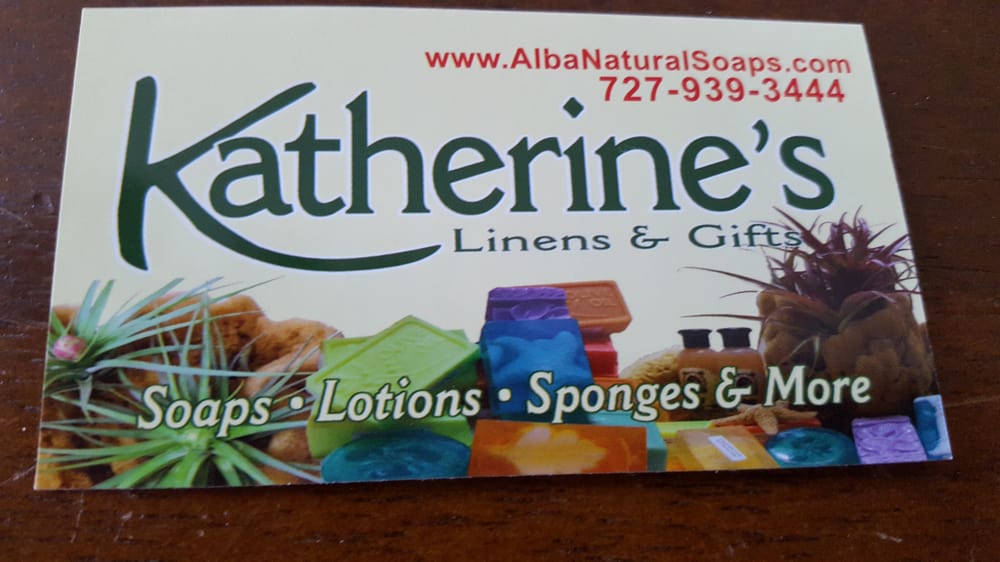 www.AlbaNaturalSoaps.com
727-939-3444
Katherine's
Linens & Gifts
Soaps • Lotions • Sponges & More